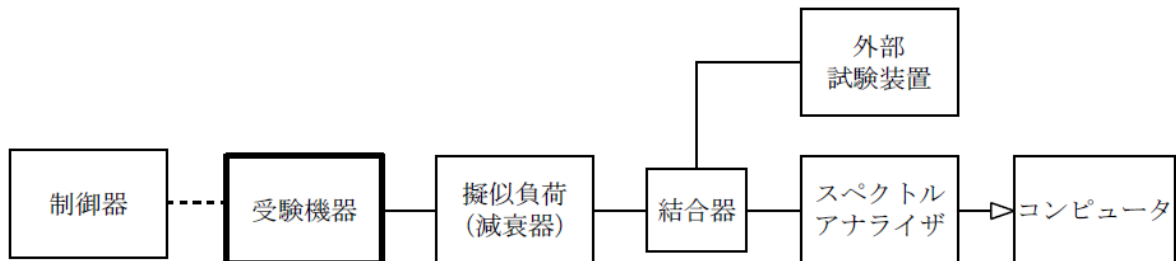 外部
試験装置
制御器
受験機器
擬似負荷
（減衰器）
結合器
スペクトル
アナライザ
コンピュータ